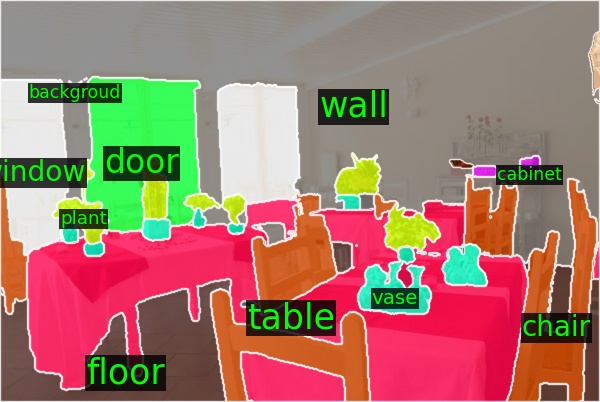 backgroud
wall
door
window
cabinet
plant
vase
table
chair
floor